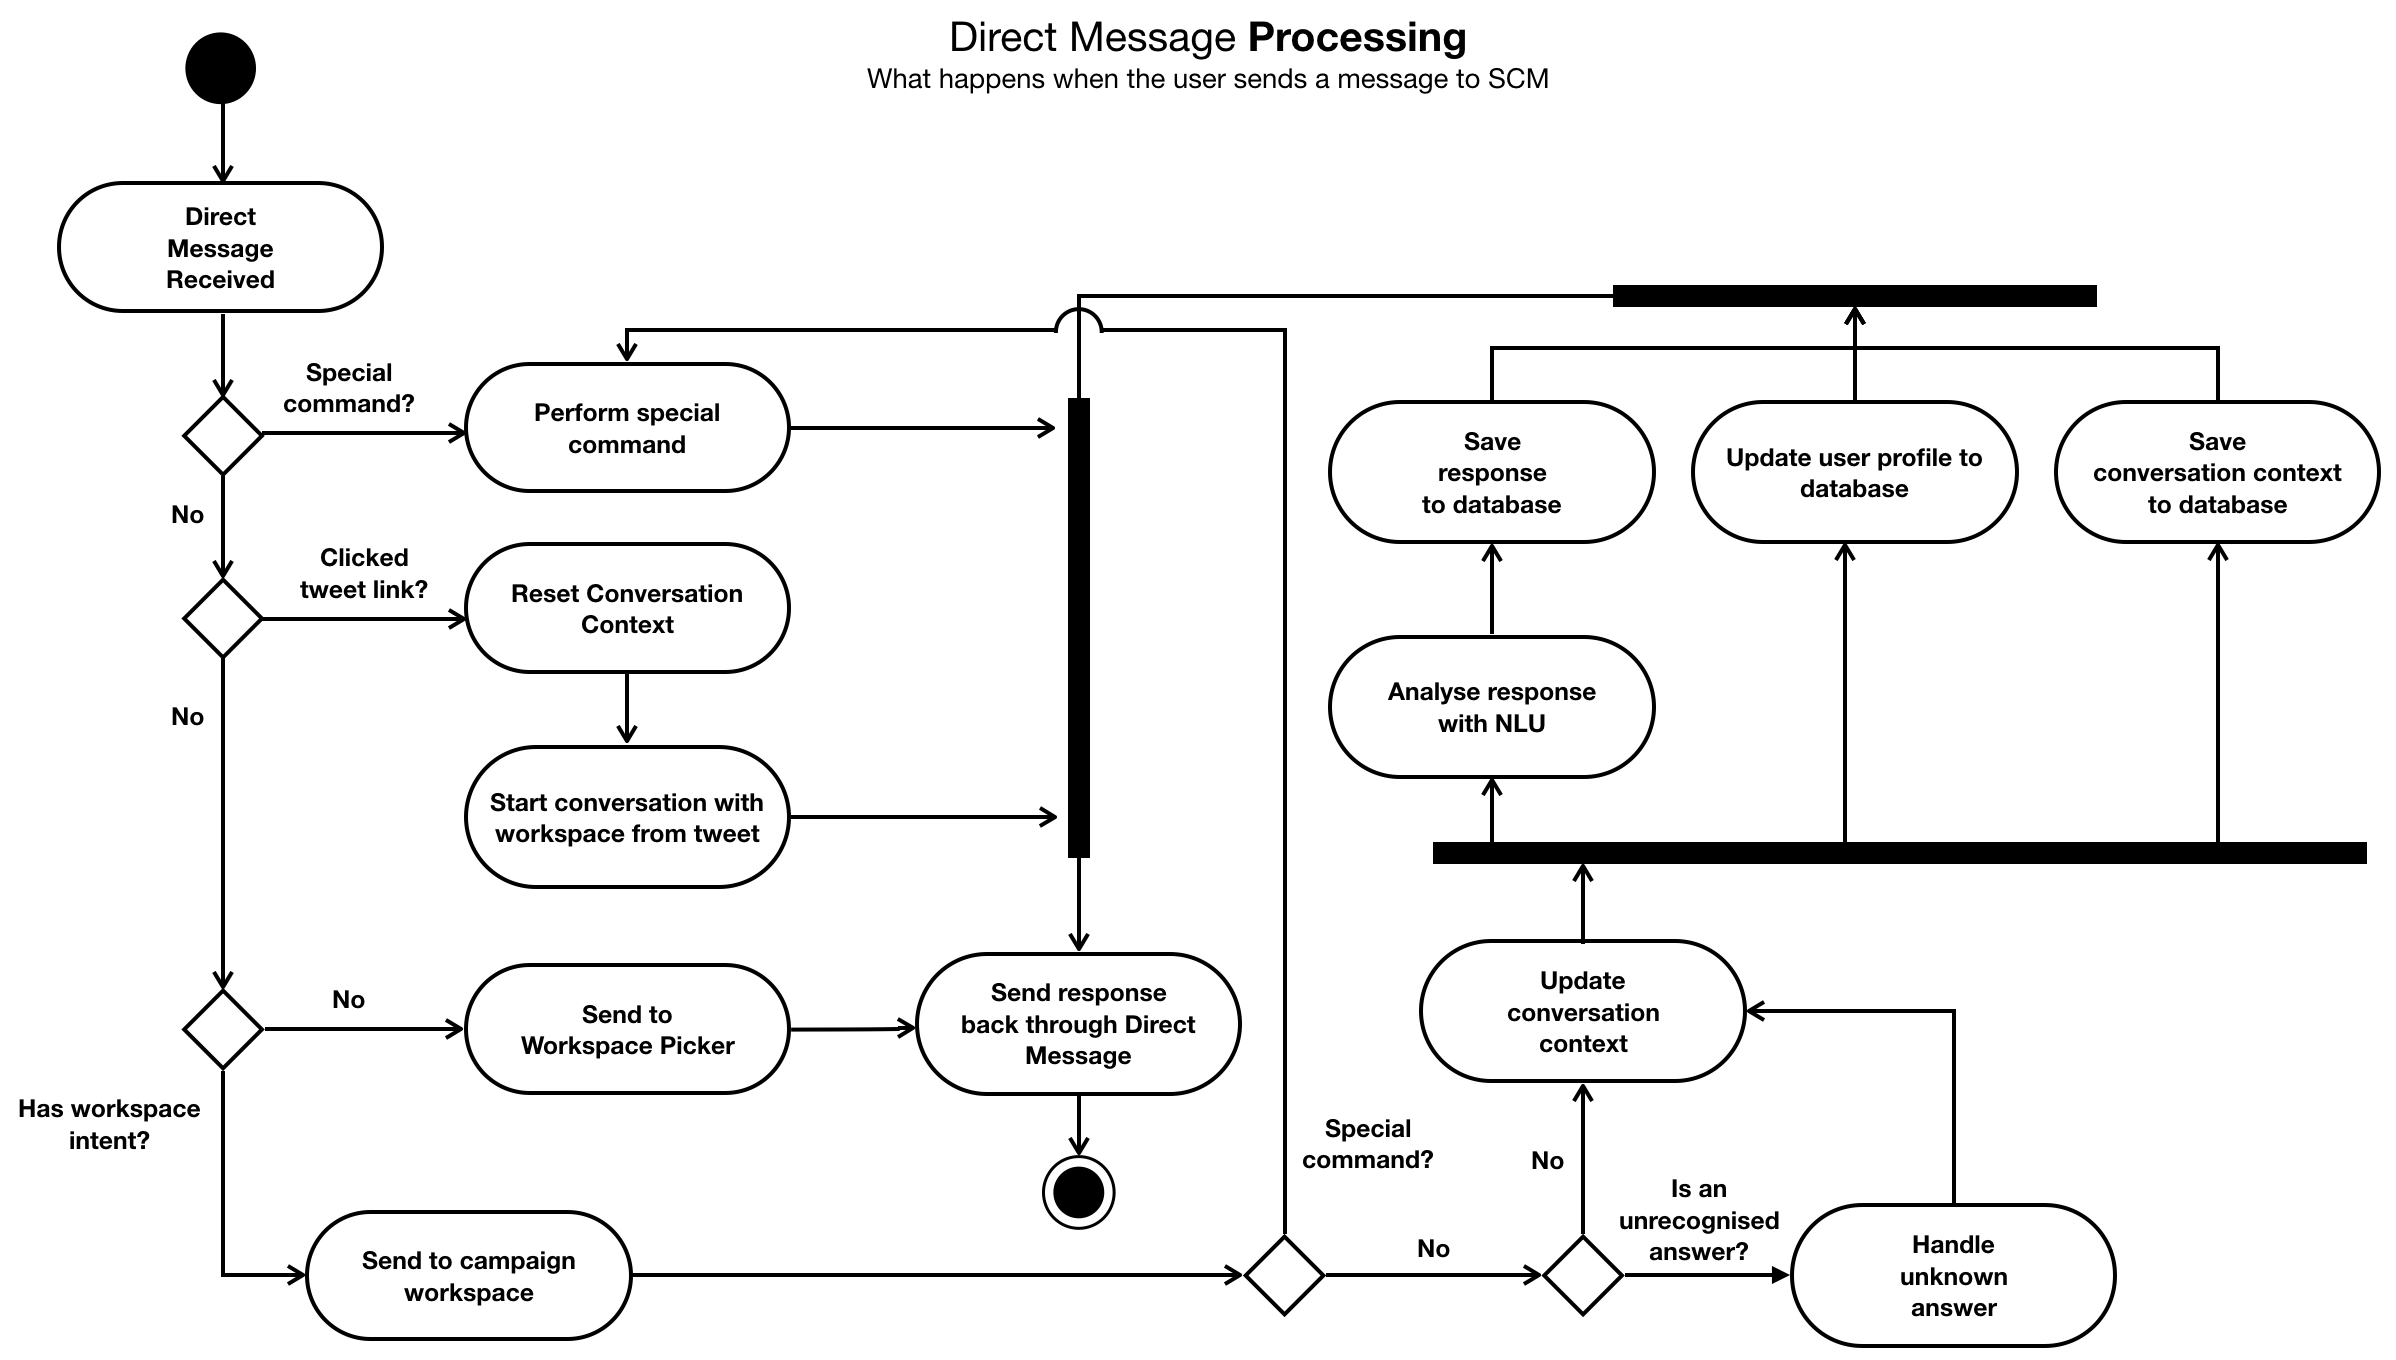 Direct Message Processing
What happens when the user sends a message to SCM
Direct
Message
Received
Special
command?
Perform special
command
No
Clicked
tweet link?
Reset Conversation
Context
No
Start conversation with
workspace from tweet
No
Send to
Workspace Picker
Send response
back through Direct
Message
Has workspace
intent?
Send to campaign
workspace
Special
command?
No
No
Is an
unrecognised
answer?
Handle
unknown
answer
Update
conversation
context
Analyse response
with NLU
Save
response
to database
Update user profile to
database
Save
conversation context
to database